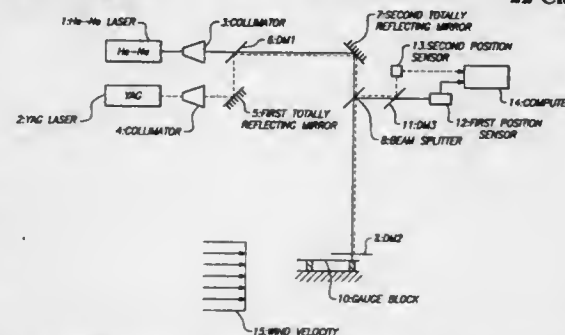 1:He-Ne LASER
3:COLLIMATOR
6:DM1
7:SECOND TOTALLY
REFLECTING MIRROR
13.SECOND POSITION
SENSOR
He-Ne
YAG
2:YAG LASER
4:COLLIMATOR
5:FIRST TOTALLY
REFLECTING MIRROR
14:COMPUTE
11:DM3
12:FIRST POSITION
SENSOR
8:BEAM SPLITTER
9:DM2
10:GAUGE BLOCK
15:WIND VELOCITY